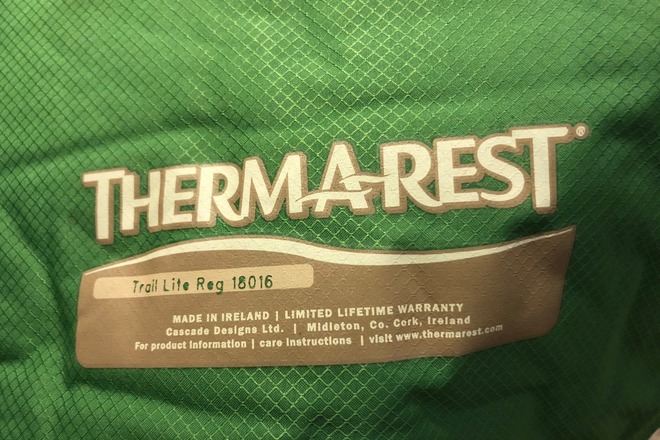 THERM-A-REST®
Trail Lite Reg 18016
MADE IN IRELAND | LIMITED LIFETIME WARRANTY
Cascade Designs Ltd. | Midleton, Co. Cork, Ireland
For product information | care instructions | visit www.thermarest.com